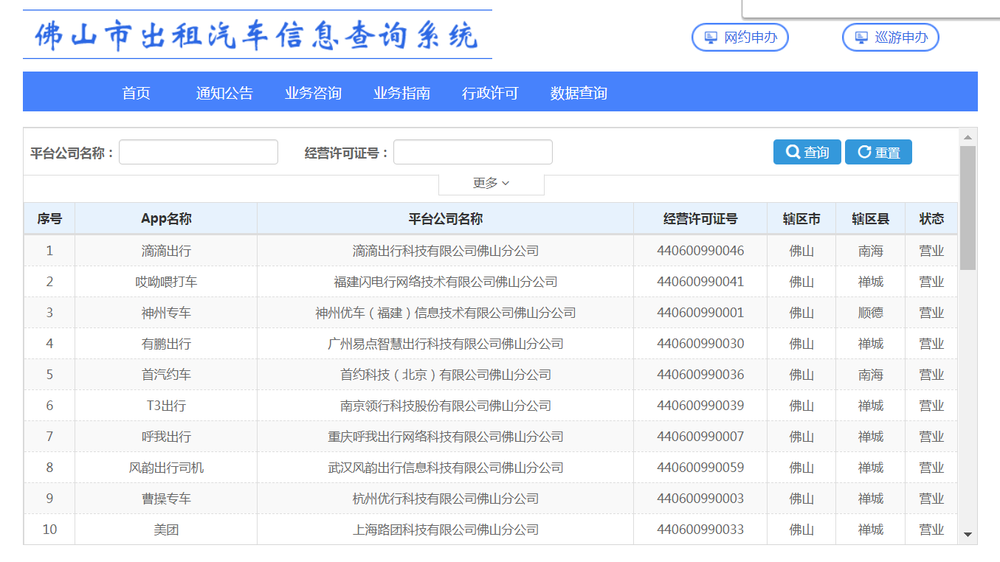 佛山市出租汽车信息查询系统
网约申办 巡游申办
首页 通知公告 业务咨询 业务指南 行政许可 数据查询
平台公司名称： 经营许可证号： 查询 重置
更多
序号 App名称 平台公司名称 经营许可证号 辖区市 辖区县 状态
1 滴滴出行 滴滴出行科技有限公司佛山分公司 440600990046 佛山 南海 营业
2 哎呦喂打车 福建闪电行网络技术有限公司佛山分公司 440600990041 佛山 禅城 营业
3 神州专车 神州优车（福建）信息技术有限公司佛山分公司 440600990001 佛山 顺德 营业
4 有鹏出行 广州易点智慧出行科技有限公司佛山分公司 440600990030 佛山 禅城 营业
5 首汽约车 首约科技（北京）有限公司佛山分公司 440600990036 佛山 南海 营业
6 T3出行 南京领行科技股份有限公司佛山分公司 440600990039 佛山 禅城 营业
7 呼我出行 重庆呼我出行网络科技有限公司佛山分公司 440600990007 佛山 禅城 营业
8 风韵出行司机 武汉风韵出行信息科技有限公司佛山分公司 440600990059 佛山 禅城 营业
9 曹操专车 杭州优行科技有限公司佛山分公司 440600990003 佛山 禅城 营业
10 美团 上海路团科技有限公司佛山分公司 440600990033 佛山 禅城 营业